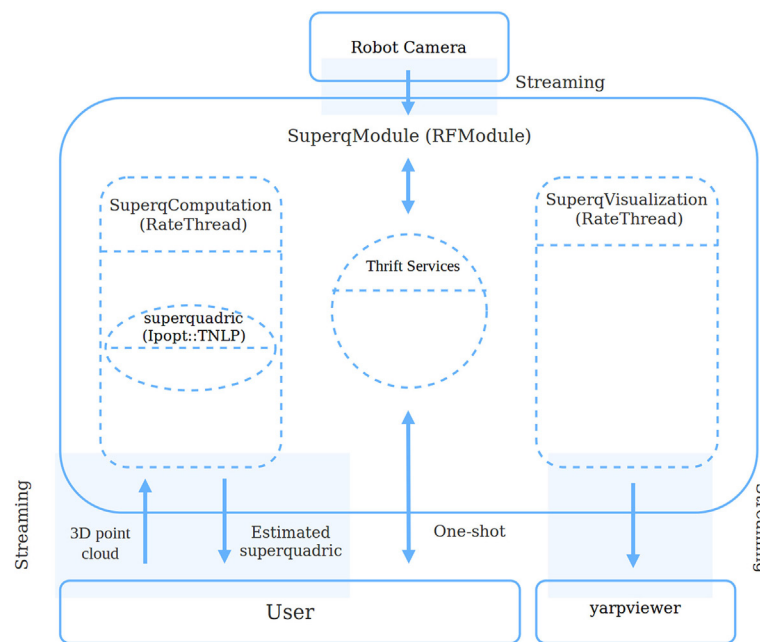 Robot Camera
Streaming
SuperqModule (RFModule)
SuperqComputation
(RateThread)
SuperqVisualization
(RateThread)
Thrift Services
superquadric
(Ipopt::TNLP)
Streaming
3D point
cloud
Estimated
superquadric
One-shot
Streaming
User
yarpviewer